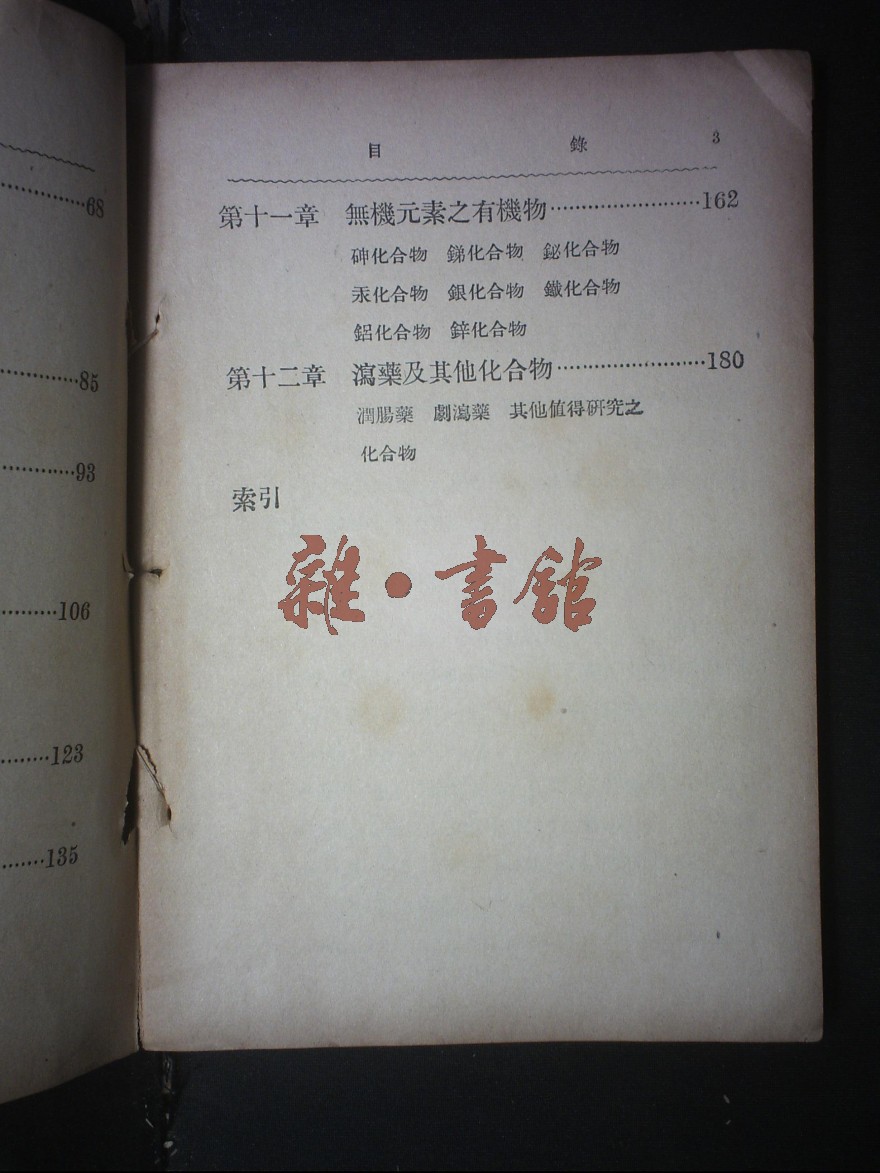 68
85
93
106
123
135
目 錄 3
第十一章 無機元素之有機物························162
砷化合物 銻化合物 鉍化合物
汞化合物 銀化合物 鐵化合物
鋁化合物 鋅化合物
第十二章 瀉藥及其他化合物························180
潤腸藥 劇瀉藥 其他值得研究之
化合物
索引
雜·書館